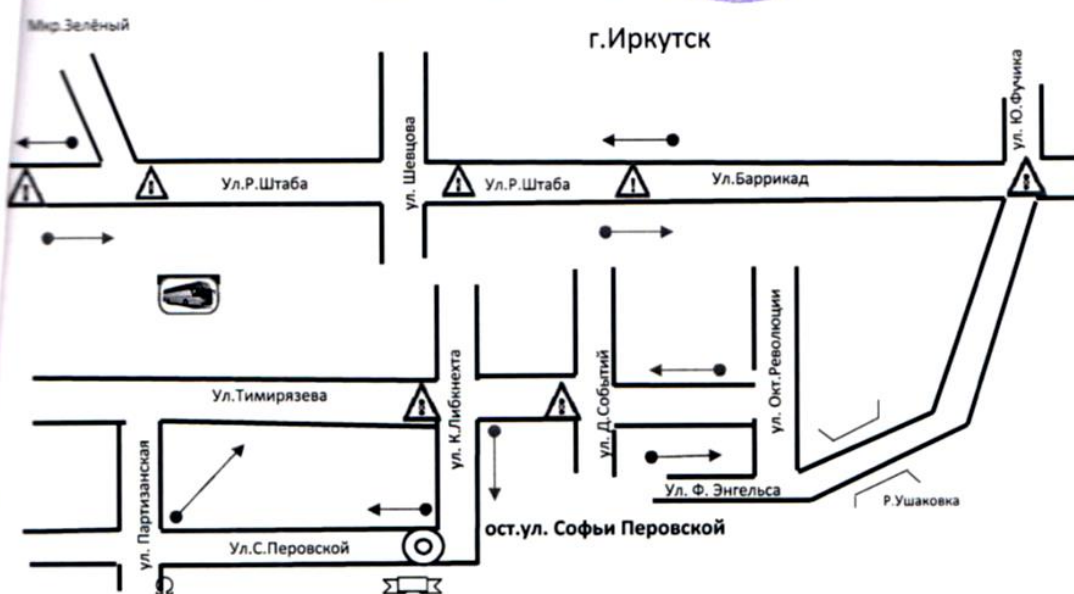 Мкр.Зелёный
г.Иркутск
ул. Ю.Фучика
ул. Шевцова
Ул.Р.Штаба
Ул.Р.Штаба
Ул.Баррикад
Ул.Тимирязева
ул. К.Либкнехта
ул. Д.Событий
ул. Окт.Революции
ул. Партизанская
Ул. Ф. Энгельса
Р.Ушаковка
ост.ул. Софьи Перовской
Ул.С.Перовской